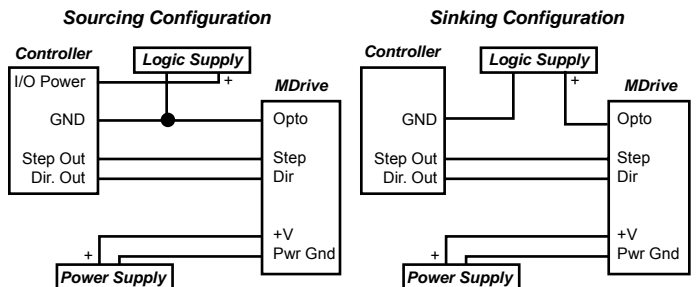 Sourcing Configuration
Controller
Logic Supply
I/O Power
+
MDrive
GND
Opto
Step Out
Step
Dir. Out
Dir
+V
+
Pwr Gnd
Power Supply
Sinking Configuration
Controller
Logic Supply
+
MDrive
GND
Opto
Step Out
Step
Dir. Out
Dir
+V
+
Pwr Gnd
Power Supply